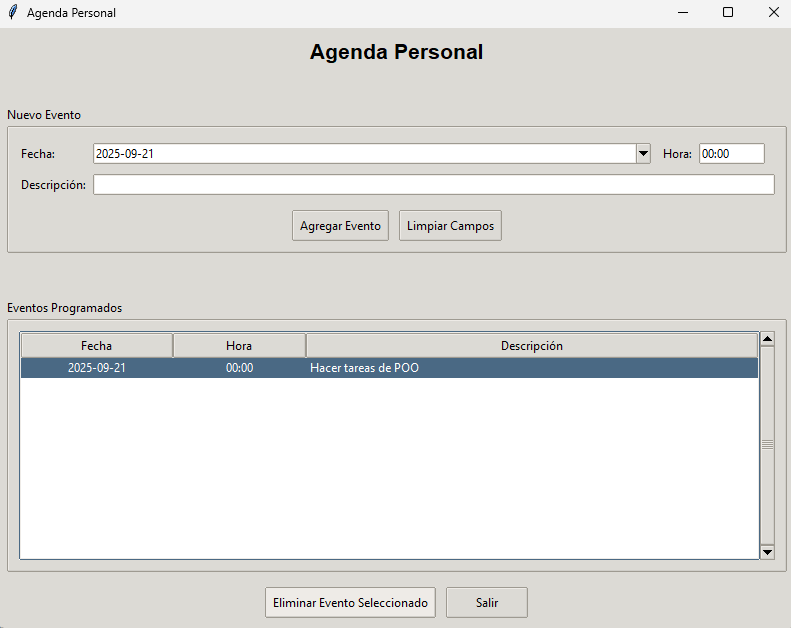 Agenda Personal
Agenda Personal
Nuevo Evento
Fecha: 2025-09-21 Hora: 00:00
Descripción:
Agregar Evento Limpiar Campos
Eventos Programados
Fecha Hora Descripción
2025-09-21 00:00 Hacer tareas de POO
Eliminar Evento Seleccionado Salir